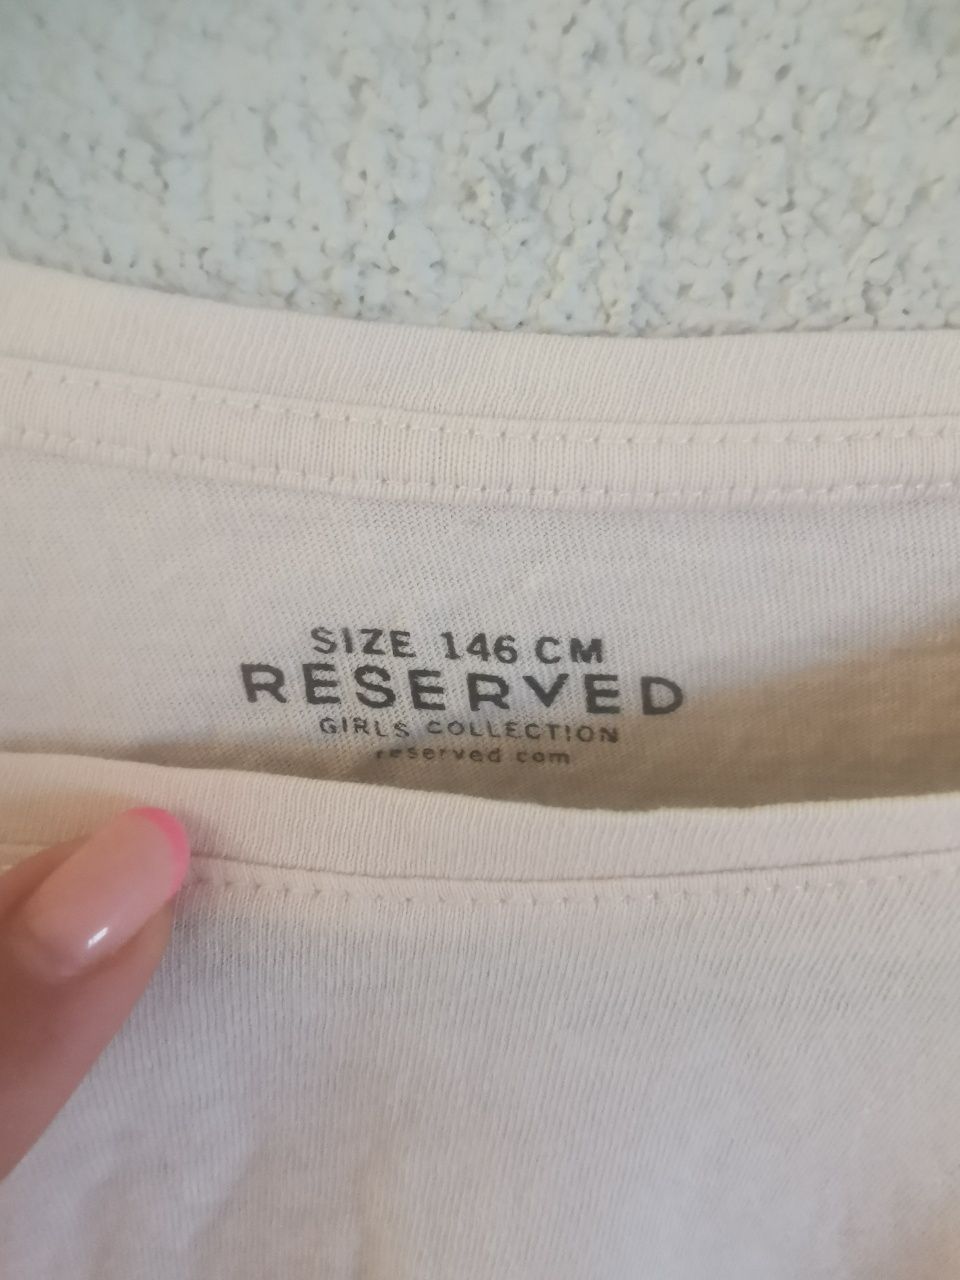 SIZE 146 CM
RESERVED
GIRLS COLLECTION
reserved com